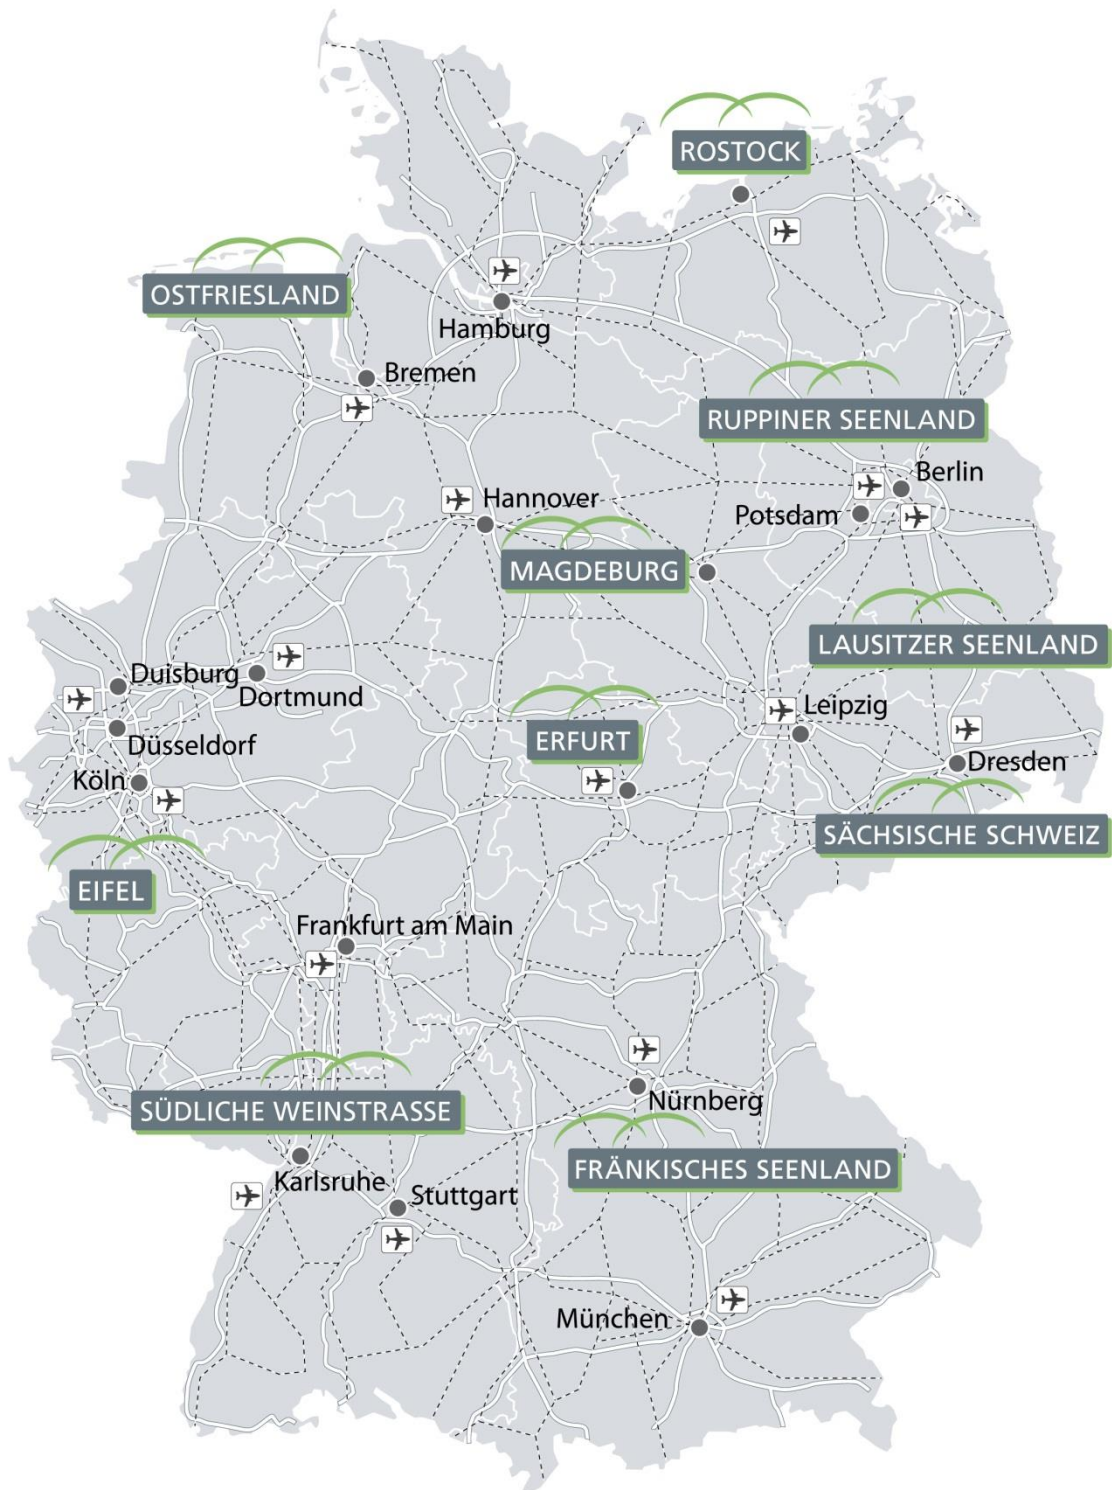 ROSTOCK
OSTFRIESLAND
Hamburg
Bremen
RUPPINER SEENLAND
Berlin
Hannover
Potsdam
MAGDEBURG
LAUSITZER SEENLAND
Duisburg
Dortmund
Leipzig
Düsseldorf
ERFURT
Dresden
Köln
SÄCHSISCHE SCHWEIZ
EIFEL
Frankfurt am Main
Nürnberg
SÜDLICHE WEINSTRASSE
FRÄNKISCHES SEENLAND
Karlsruhe
Stuttgart
München